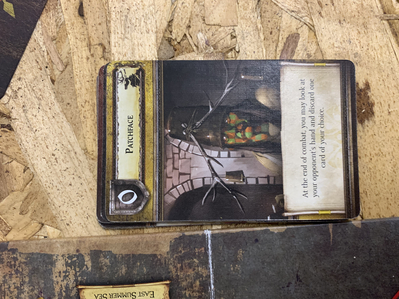 PATCHFACE
At the end of combat, you may look at
your opponent's hand and discard one
card of your choice.
EAST SUMMER SEA